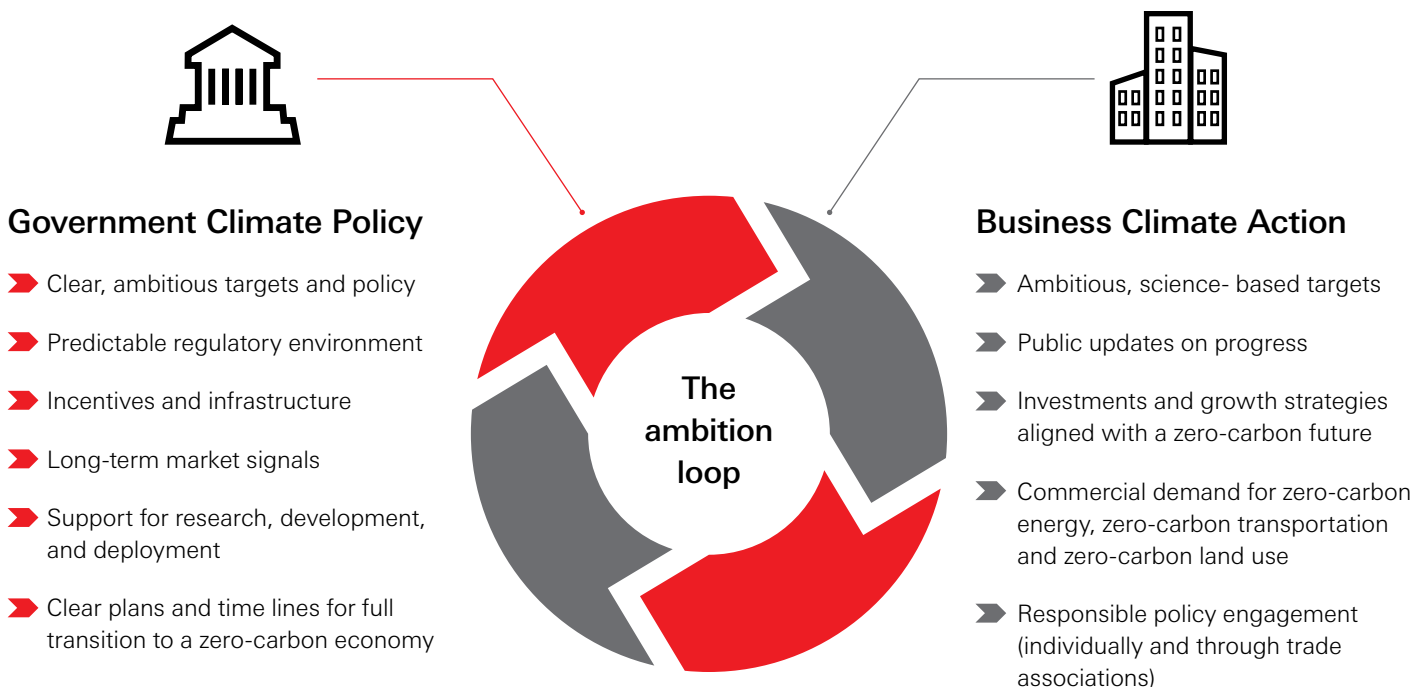 Government Climate Policy
Clear, ambitious targets and policy
Predictable regulatory environment
Incentives and infrastructure
Long-term market signals
Support for research, development,
and deployment
Clear plans and time lines for full
transition to a zero-carbon economy
The
ambition
loop
Business Climate Action
Ambitious, science- based targets
Public updates on progress
Investments and growth strategies
aligned with a zero-carbon future
Commercial demand for zero-carbon
energy, zero-carbon transportation
and zero-carbon land use
Responsible policy engagement
(individually and through trade
associations)